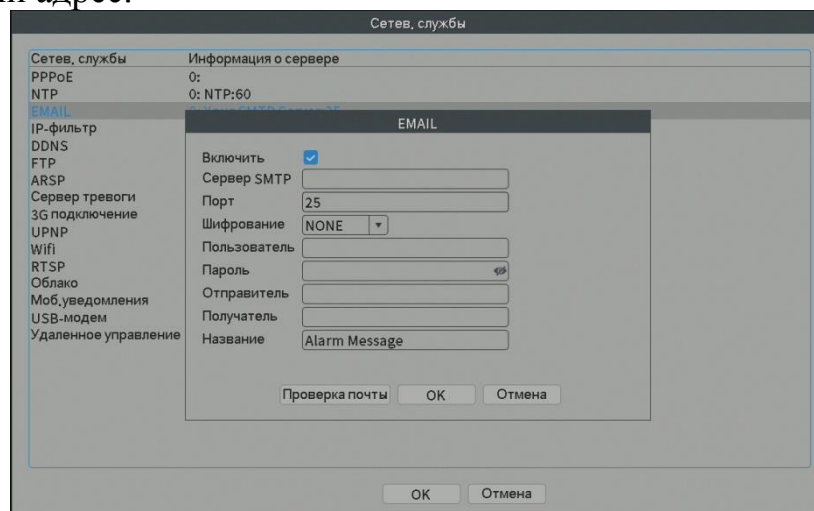 адрес.
Сетев. службы
Сетев. службы Информация о сервере
PPPoE 0:
NTP 0: NTP:60
EMAIL
IP-фильтр
DDNS
FTP
ARSP
Сервер тревоги
3G подключение
UPNP
Wifi
RTSP
Облако
Моб.уведомления
USB-модем
Удаленное управление
EMAIL
Включить
Сервер SMTP
Порт 25
Шифрование NONE
Пользователь
Пароль
Отправитель
Получатель
Название Alarm Message
Проверка почты OK Отмена
OK Отмена